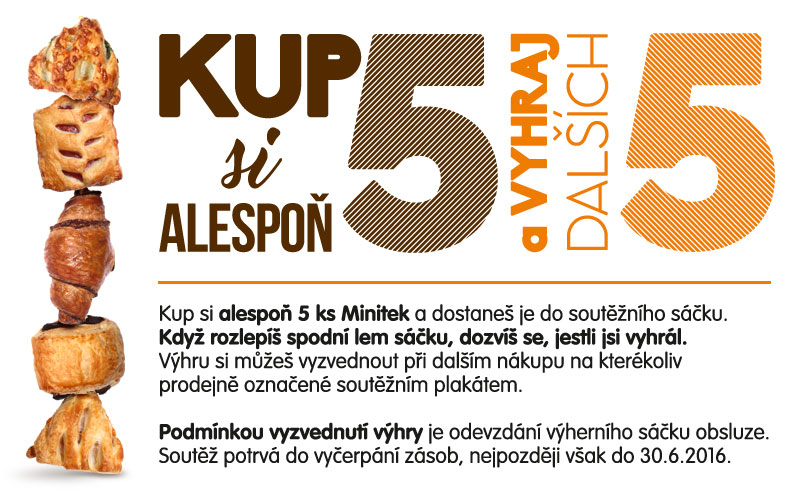 KUP
si
ALESPOŇ
5
a VYHRAJ
DALŠÍCH
5
Kup si alespoň 5 ks Minitek a dostaneš je do soutěžního sáčku.
Když rozlepíš spodní lem sáčku, dozvíš se, jestli jsi vyhrál.
Výhru si můžeš vyzvednout při dalším nákupu na kterékoliv
prodejně označené soutěžním plakátem.
Podmínkou vyzvednutí výhry je odevzdání výherního sáčku obsluze.
Soutěž potrvá do vyčerpání zásob, nejpozději však do 30.6.2016.